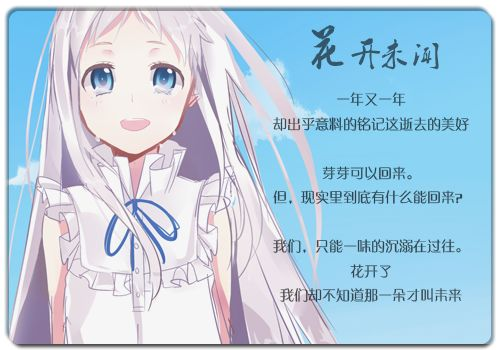 花开未闻
一年又一年
却出乎意料的铭记这逝去的美好
芽芽可以回来。
但，现实里到底有什么能回来？
我们，只能一味的沉溺在过往。
花开了
我们却不知道那一朵才叫未来